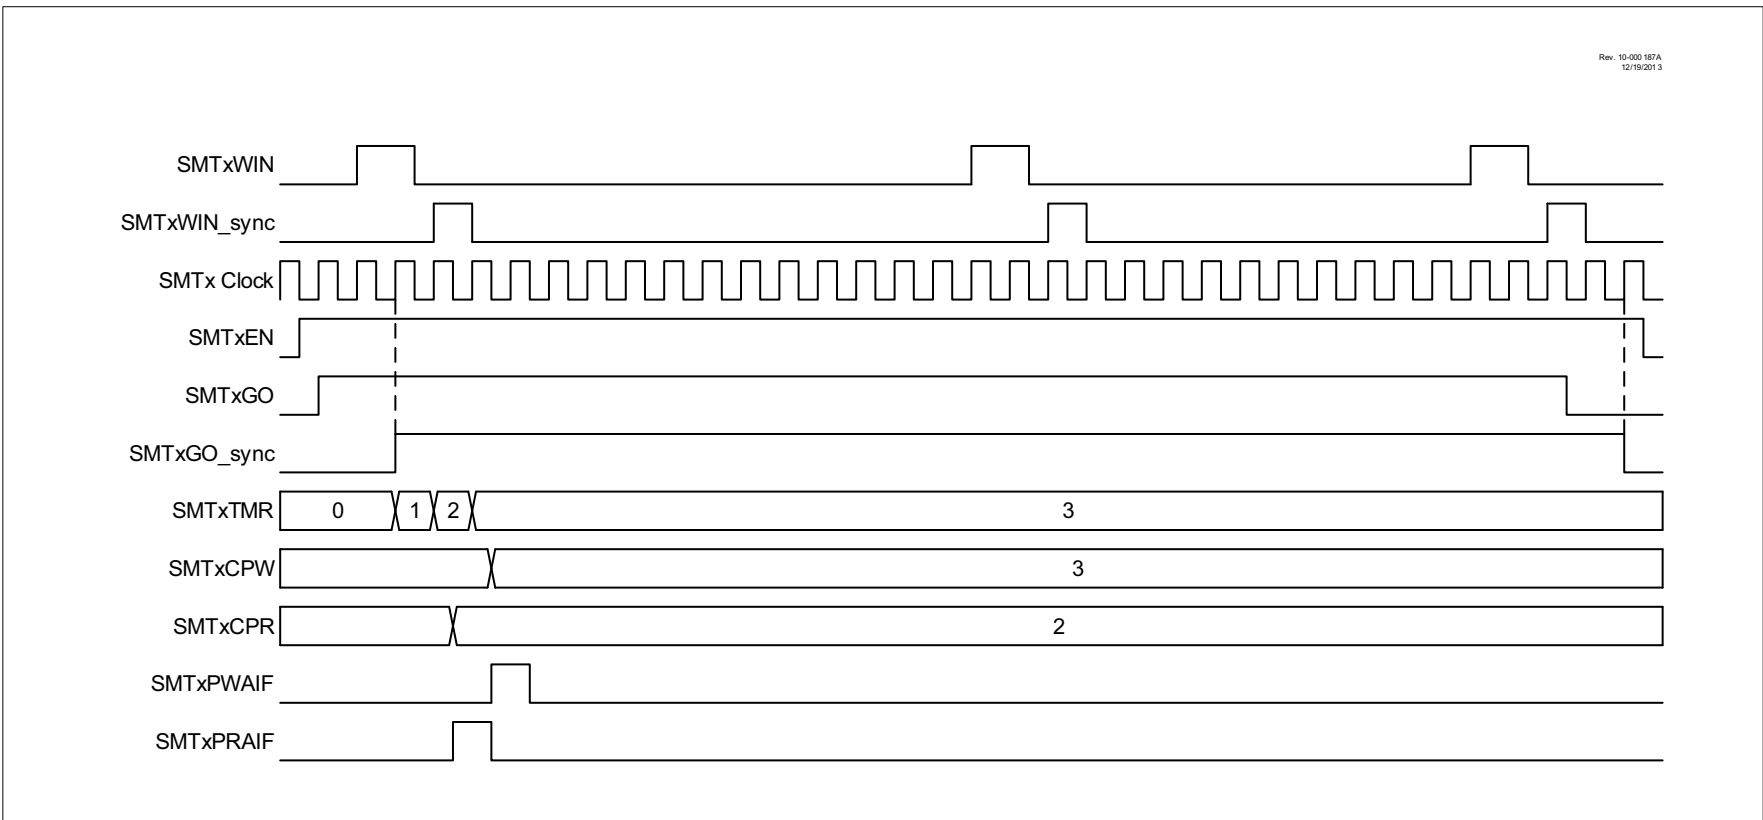 Rev. 10-000 187A
12/19/201 3
SMTxWIN
SMTxWIN_sync
SMTx Clock
SMTxEN
SMTxGO
SMTxGO_sync
SMTxTMR 0 1 2 3
SMTxCPW 3
SMTxCPR 2
SMTxPWAIF
SMTxPRAIF